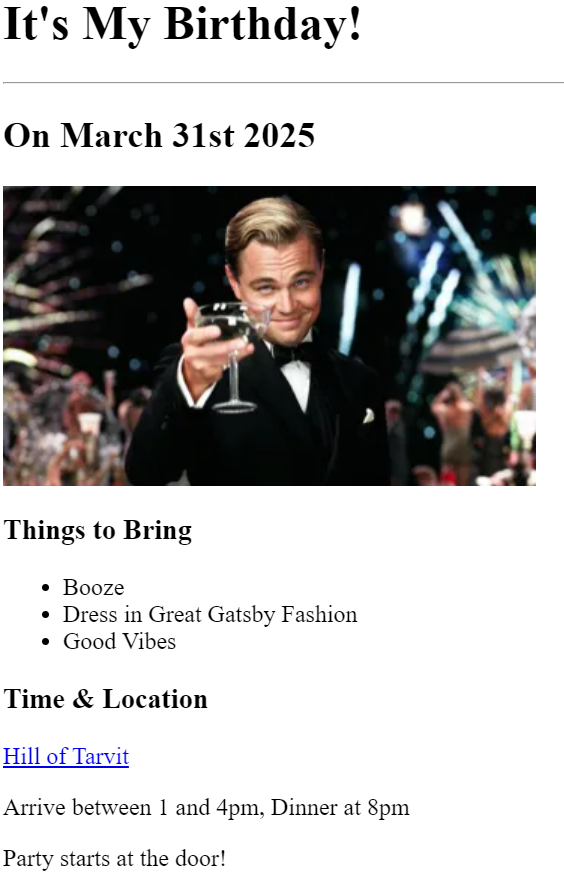 It's My Birthday!
On March 31st 2025
Things to Bring
Booze
Dress in Great Gatsby Fashion
Good Vibes
Time & Location
Hill of Tarvit
Arrive between 1 and 4pm, Dinner at 8pm
Party starts at the door!